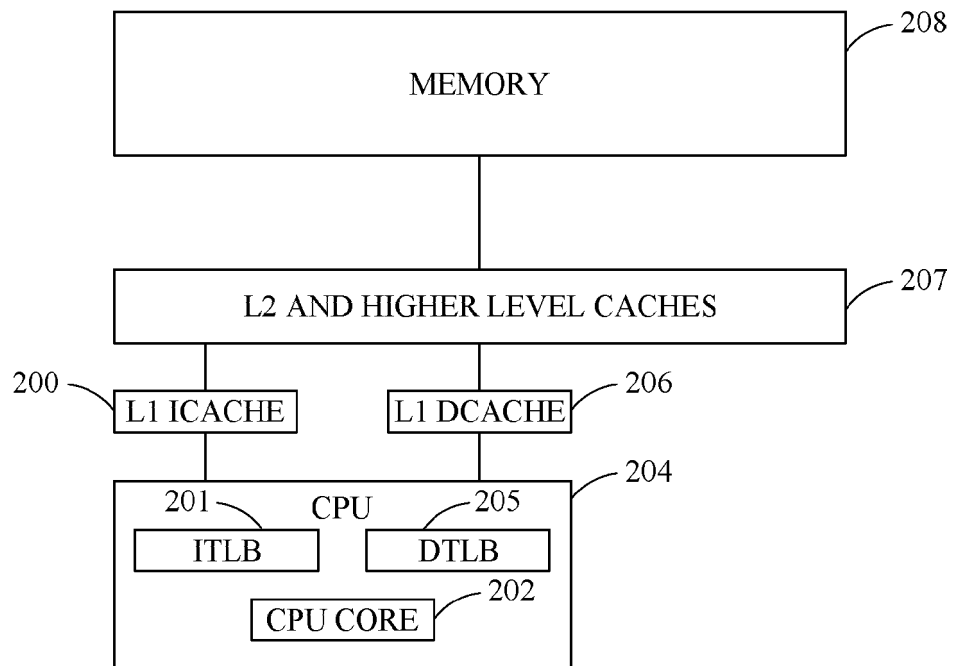 208
MEMORY
207
L2 AND HIGHER LEVEL CACHES
200
206
L1 ICACHE
L1 DCACHE
204
201
CPU
205
ITLB
DTLB
202
CPU CORE